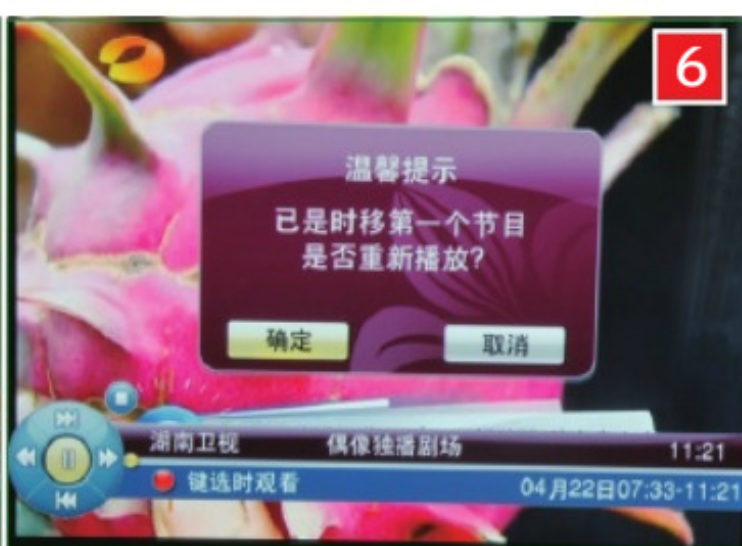 6
温馨提示
已是时移第一个节目
是否重新播放?
确定 取消
湖南卫视 偶像独播剧场 11:21
键选时观看 04月22日07:33-11:21